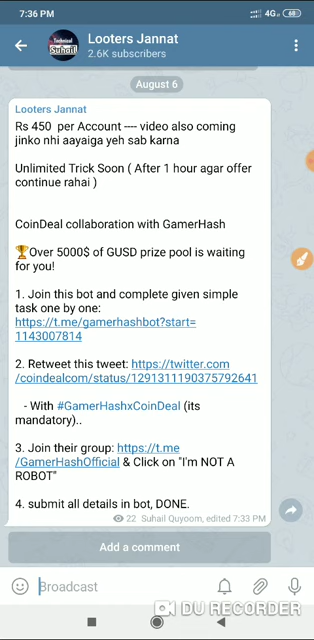 7:36 PM
4G
68
Technical
Suhail
Looters Jannat
2.6K subscribers
August 6
Looters Jannat
Rs 450 per Account ---- video also coming
jinko nhi aayaiga yeh sab karna
Unlimited Trick Soon ( After 1 hour agar offer
continue rahai )
CoinDeal collaboration with GamerHash
🏆Over 5000$ of GUSD prize pool is waiting
for you!
1. Join this bot and complete given simple
task one by one:
https://t.me/gamerhashbot?start=
1143007814
2. Retweet this tweet: https://twitter.com
/coindealcom/status/1291311190375792641
- With #GamerHashxCoinDeal (its
mandatory)..
3. Join their group: https://t.me
/GamerHashOfficial & Click on "I'm NOT A
ROBOT"
4. submit all details in bot, DONE.
22 Suhail Quyoom, edited 7:33 PM
Add a comment
Broadcast
DU RECORDER